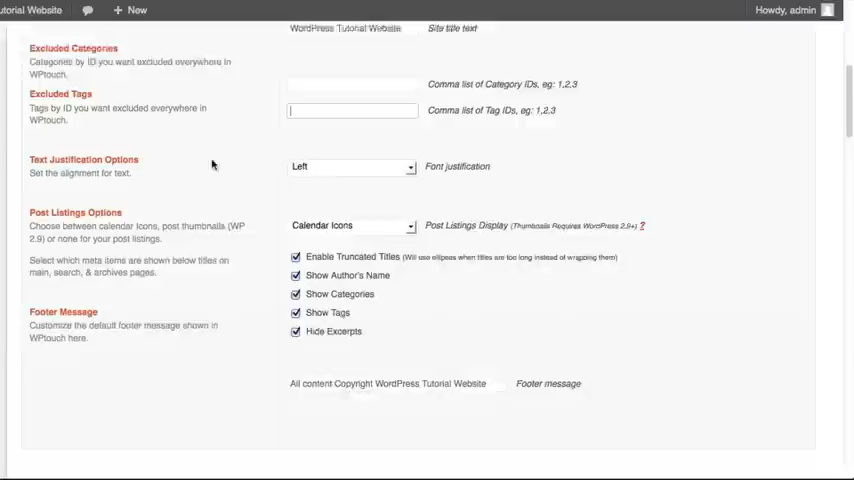 utorial Website + New Howdy, admin
WordPress Tutorial Website Site title text
Excluded Categories
Categories by ID you want excluded everywhere in
WPtouch.
Comma list of Category IDs, eg: 1,2,3
Excluded Tags
Tags by ID you want excluded everywhere in
WPtouch.
Comma list of Tag IDs, eg: 1,2,3
Text Justification Options
Set the alignment for text.
Left Font justification
Post Listings Options
Choose between calendar Icons, post thumbnails (WP
2.9) or none for your post listings.
Select which meta items are shown below titles on
main, search, & archives pages.
Calendar Icons Post Listings Display (Thumbnails Requires WordPress 2.9+) ?
Enable Truncated Titles (Will use ellipses when titles are too long instead of wrapping them)
Show Author's Name
Show Categories
Show Tags
Hide Excerpts
Footer Message
Customize the default footer message shown in
WPtouch here.
All content Copyright WordPress Tutorial Website Footer message